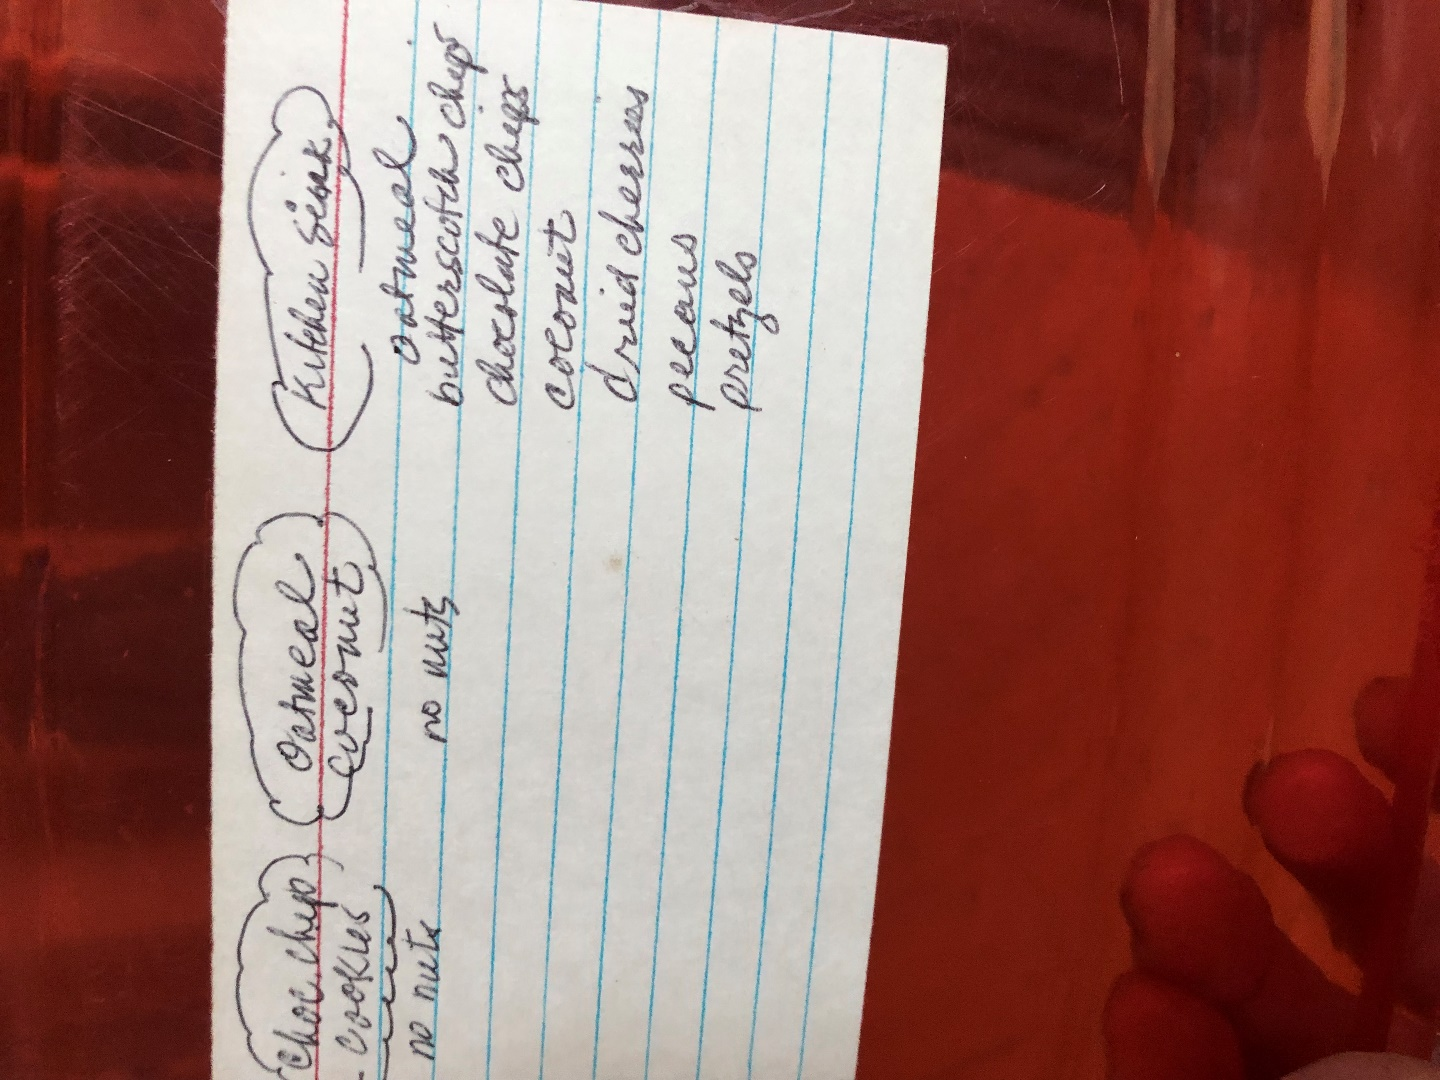 Choc. Chip
Cookies
no nuts
Oatmeal
Coconut
no nuts
Kitchen Sink
Oatmeal
butterscotch chips
chocolate chips
coconut
dried cherries
pecans
pretzels